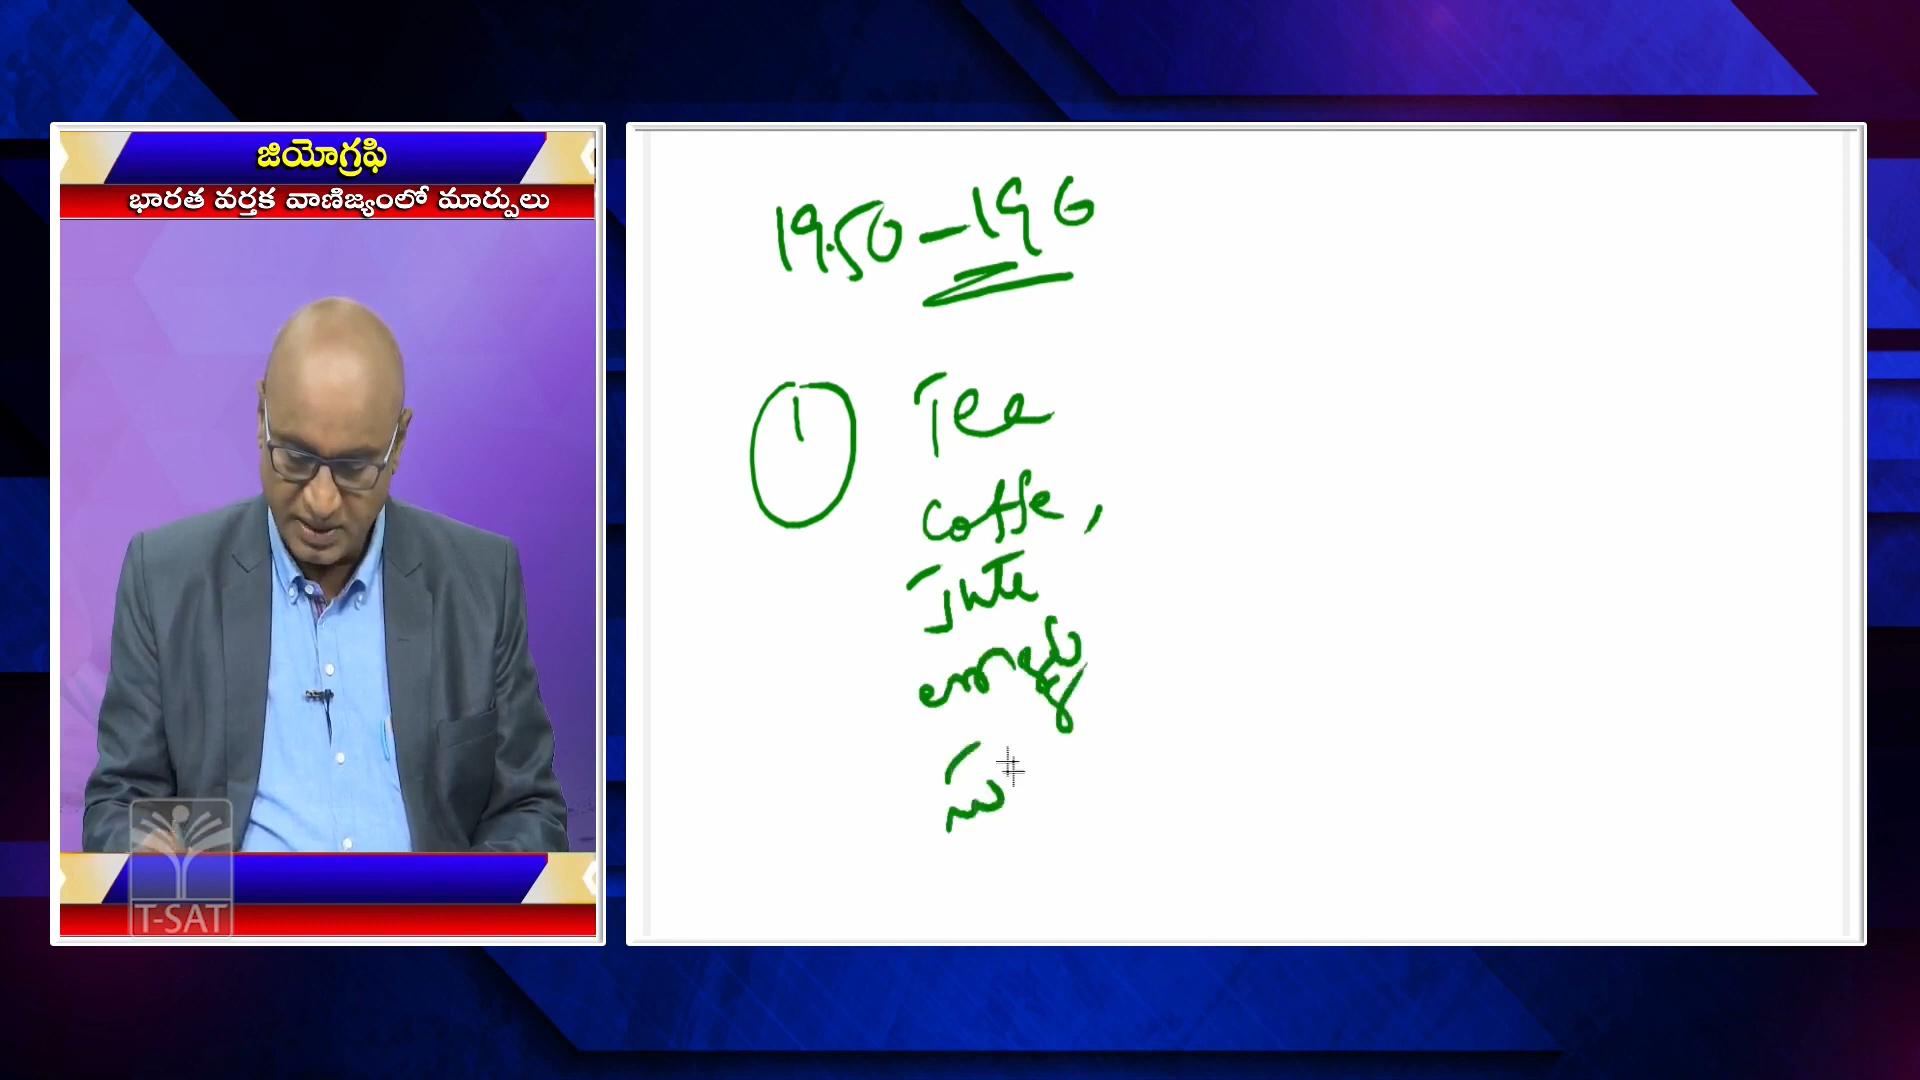 జియోగ్రఫి
భారత వర్తక వాణిజ్యంలో మార్పులు
T-SAT
1950-196
1 Tea
Coffe,
Jute